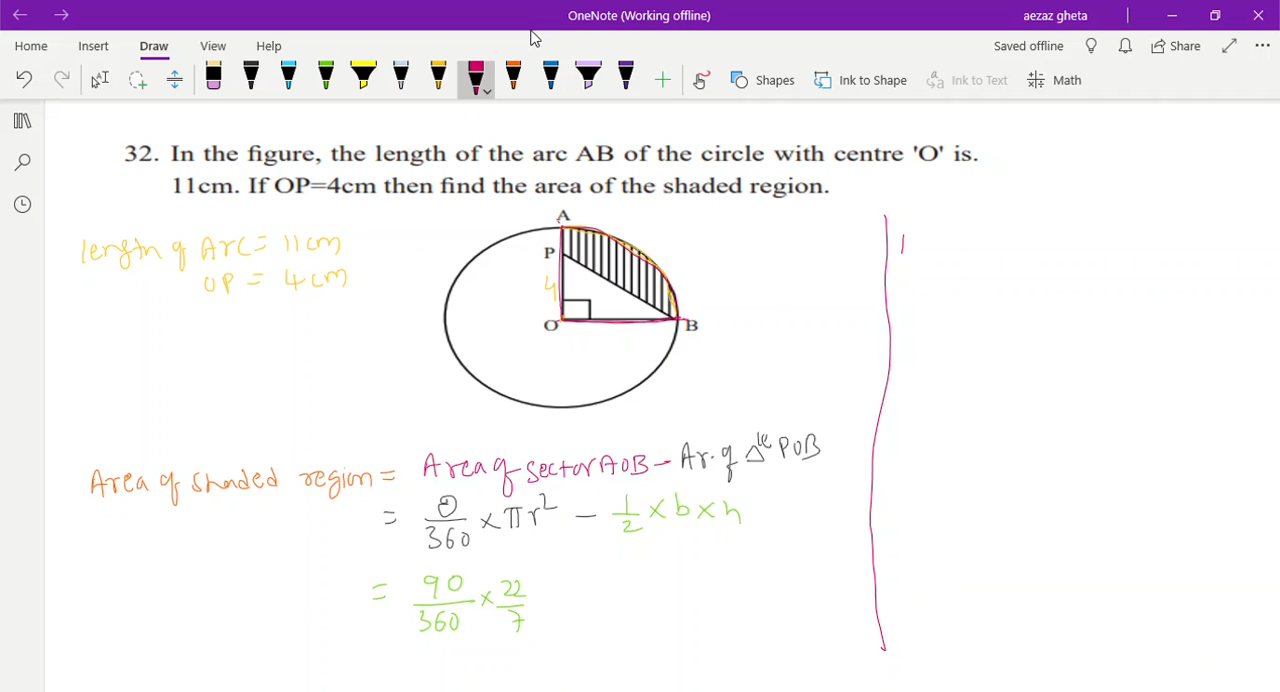 OneNote (Working offline)
aezaz gheta
Home Insert Draw View Help
Saved offline
Share
Shapes
Ink to Shape
Ink to Text
Math
32. In the figure, the length of the arc AB of the circle with centre 'O' is.
11cm. If OP=4cm then find the area of the shaded region.
A
P
4
O
B
length of Arc = 11cm
OP = 4cm
Area of shaded region = Area of sector AOB - Ar. of Δle POB
= θ/360 × πr² - 1/2 × b × h
= 90/360 × 22/7